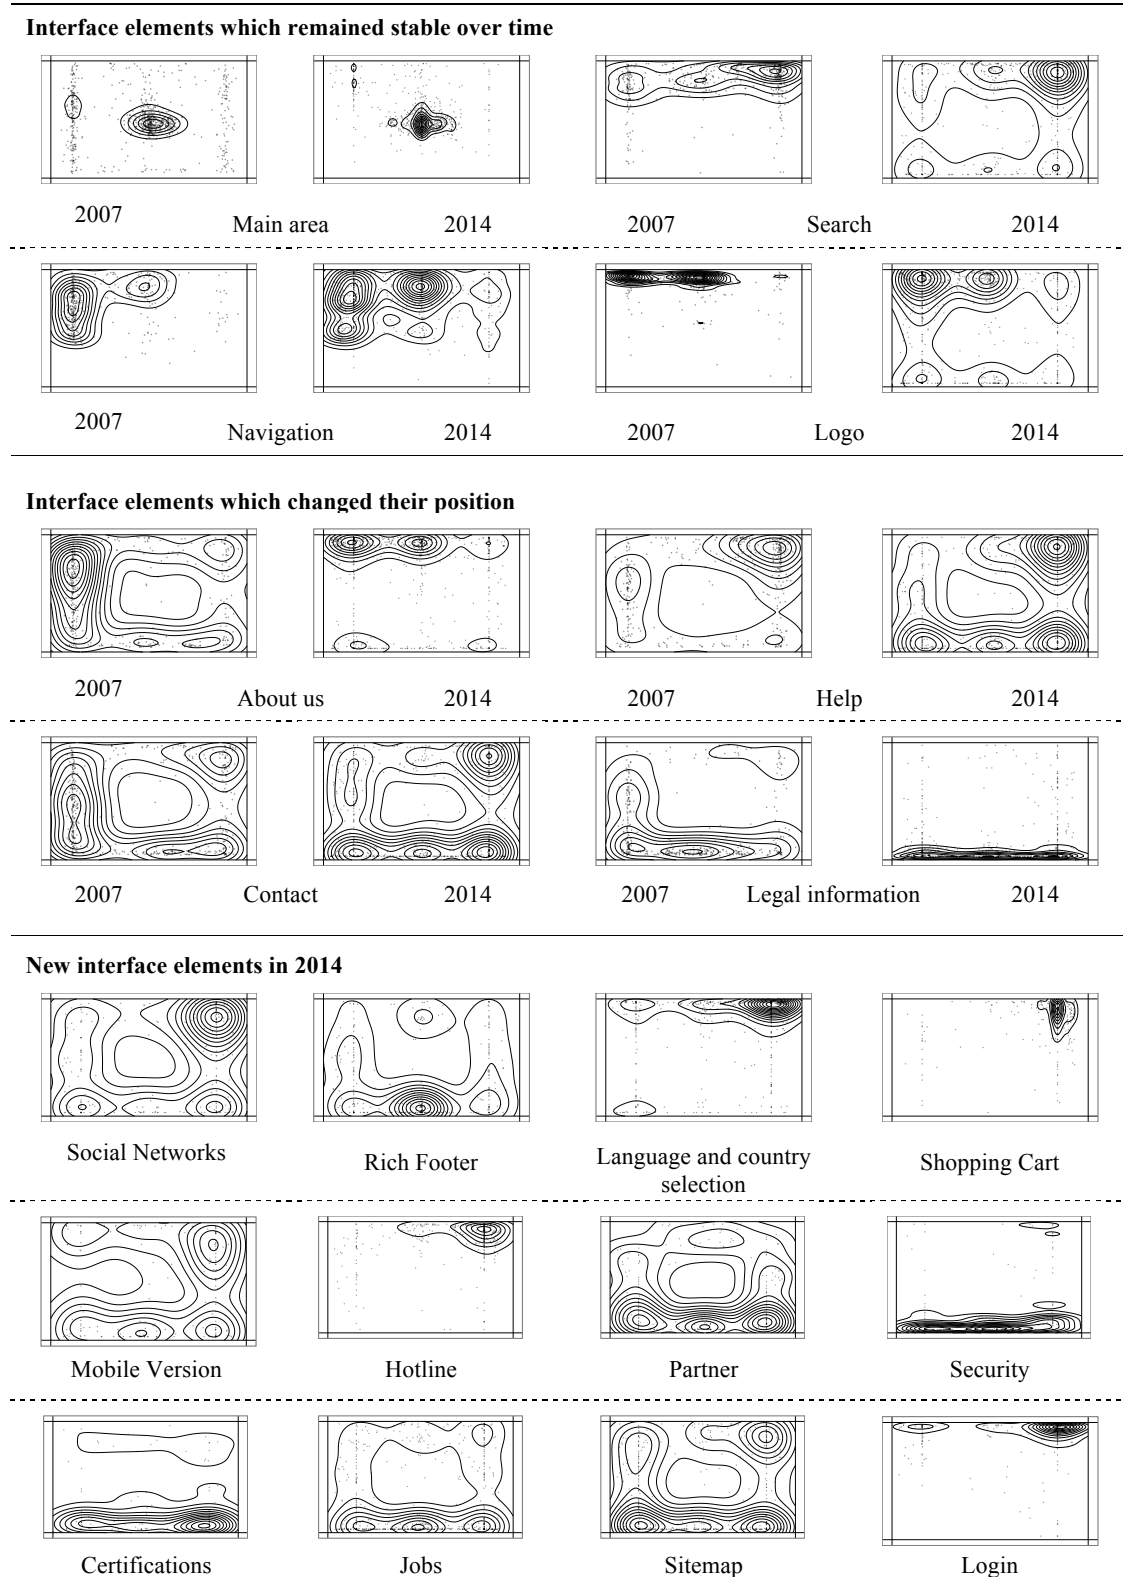 Interface elements which remained stable over time
2007 Main area 2014 2007 Search 2014
2007 Navigation 2014 2007 Logo 2014
Interface elements which changed their position
2007 About us 2014 2007 Help 2014
2007 Contact 2014 2007 Legal information 2014
New interface elements in 2014
Social Networks Rich Footer Language and country Shopping Cart
selection
Mobile Version Hotline Partner Security
Certifications Jobs Sitemap Login